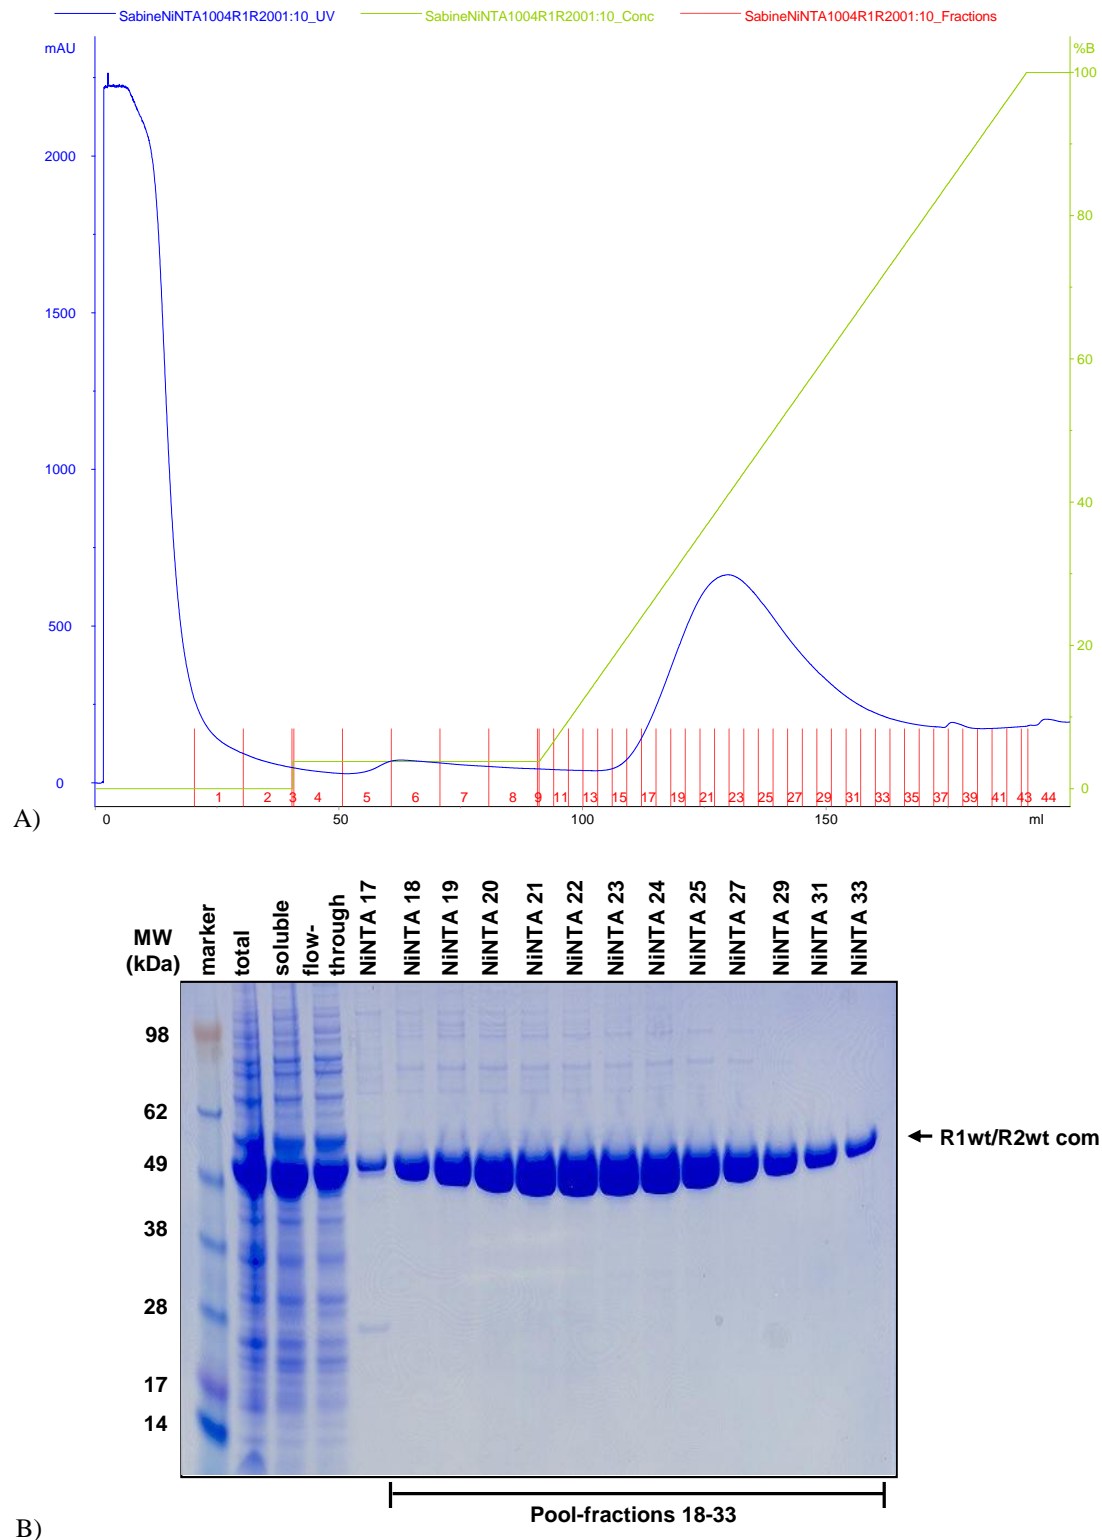 SabineNiNTA1004R1R2001:10_UV SabineNiNTA1004R1R2001:10_Conc SabineNiNTA1004R1R2001:10_Fractions
mAU %B
100
2000
80
1500
60
1000
40
500
20
0 0
1 2 3 4 5 6 7 8 9 11 13 15 17 19 21 23 25 27 29 31 33 35 37 39 41 43 44
A)
0 50 100 150 ml
MW
(kDa)
marker
total
soluble
flow-
through
NiNTA 17
NiNTA 18
NiNTA 19
NiNTA 20
NiNTA 21
NiNTA 22
NiNTA 23
NiNTA 24
NiNTA 25
NiNTA 27
NiNTA 29
NiNTA 31
NiNTA 33
98
62
R1wt/R2wt com
49
38
28
17
14
Pool-fractions 18-33
B)